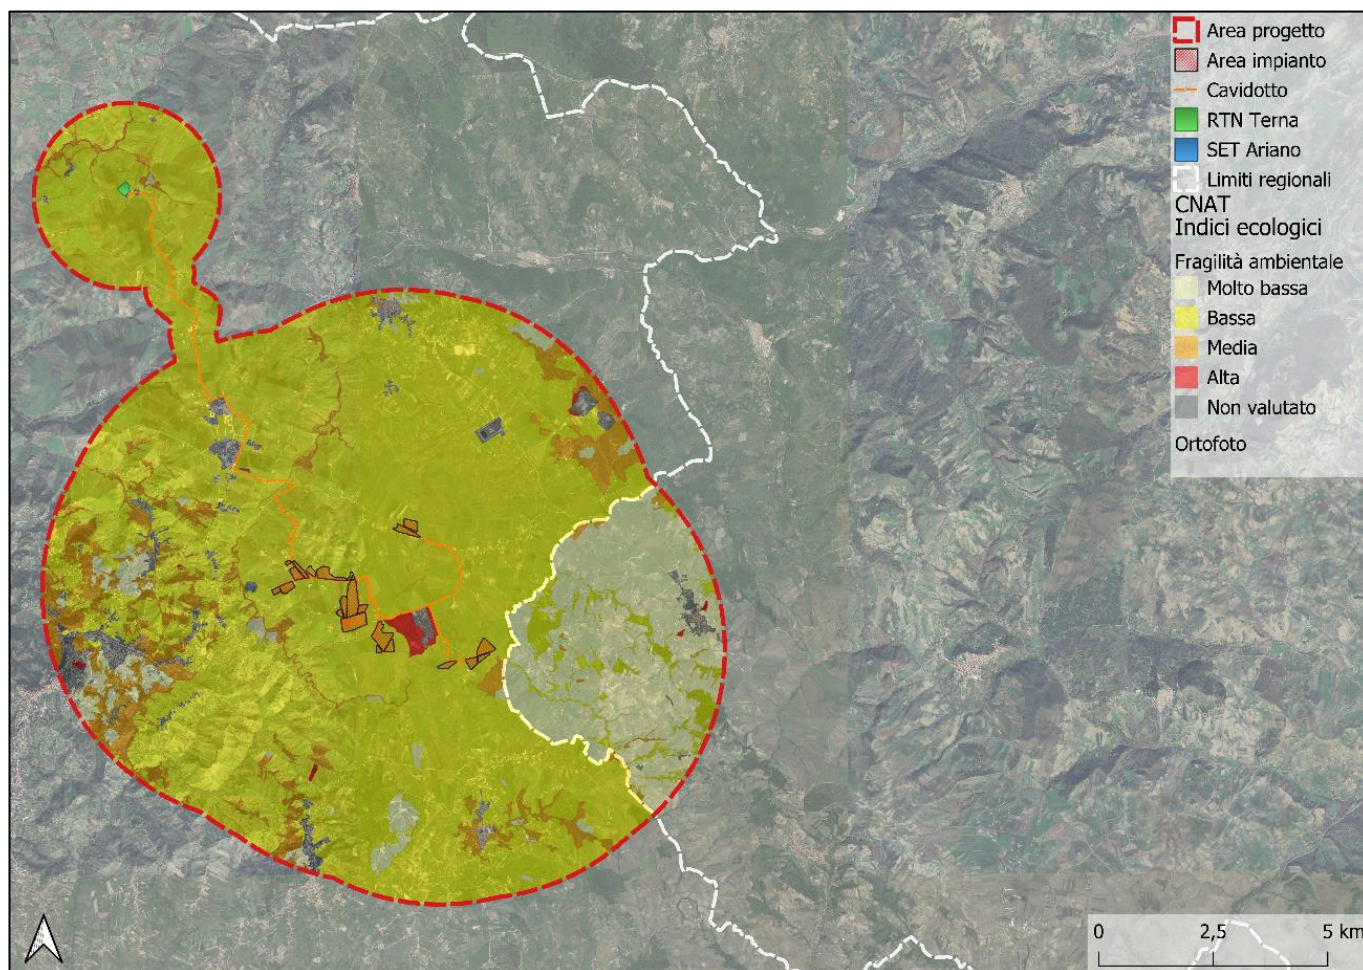 Area progetto
Area impianto
Cavidotto
RTN Terna
SET Ariano
Limiti regionali
CNAT
Indici ecologici
Fragilità ambientale
Molto bassa
Bassa
Media
Alta
Non valutato
Ortofoto
0 2,5 5 km